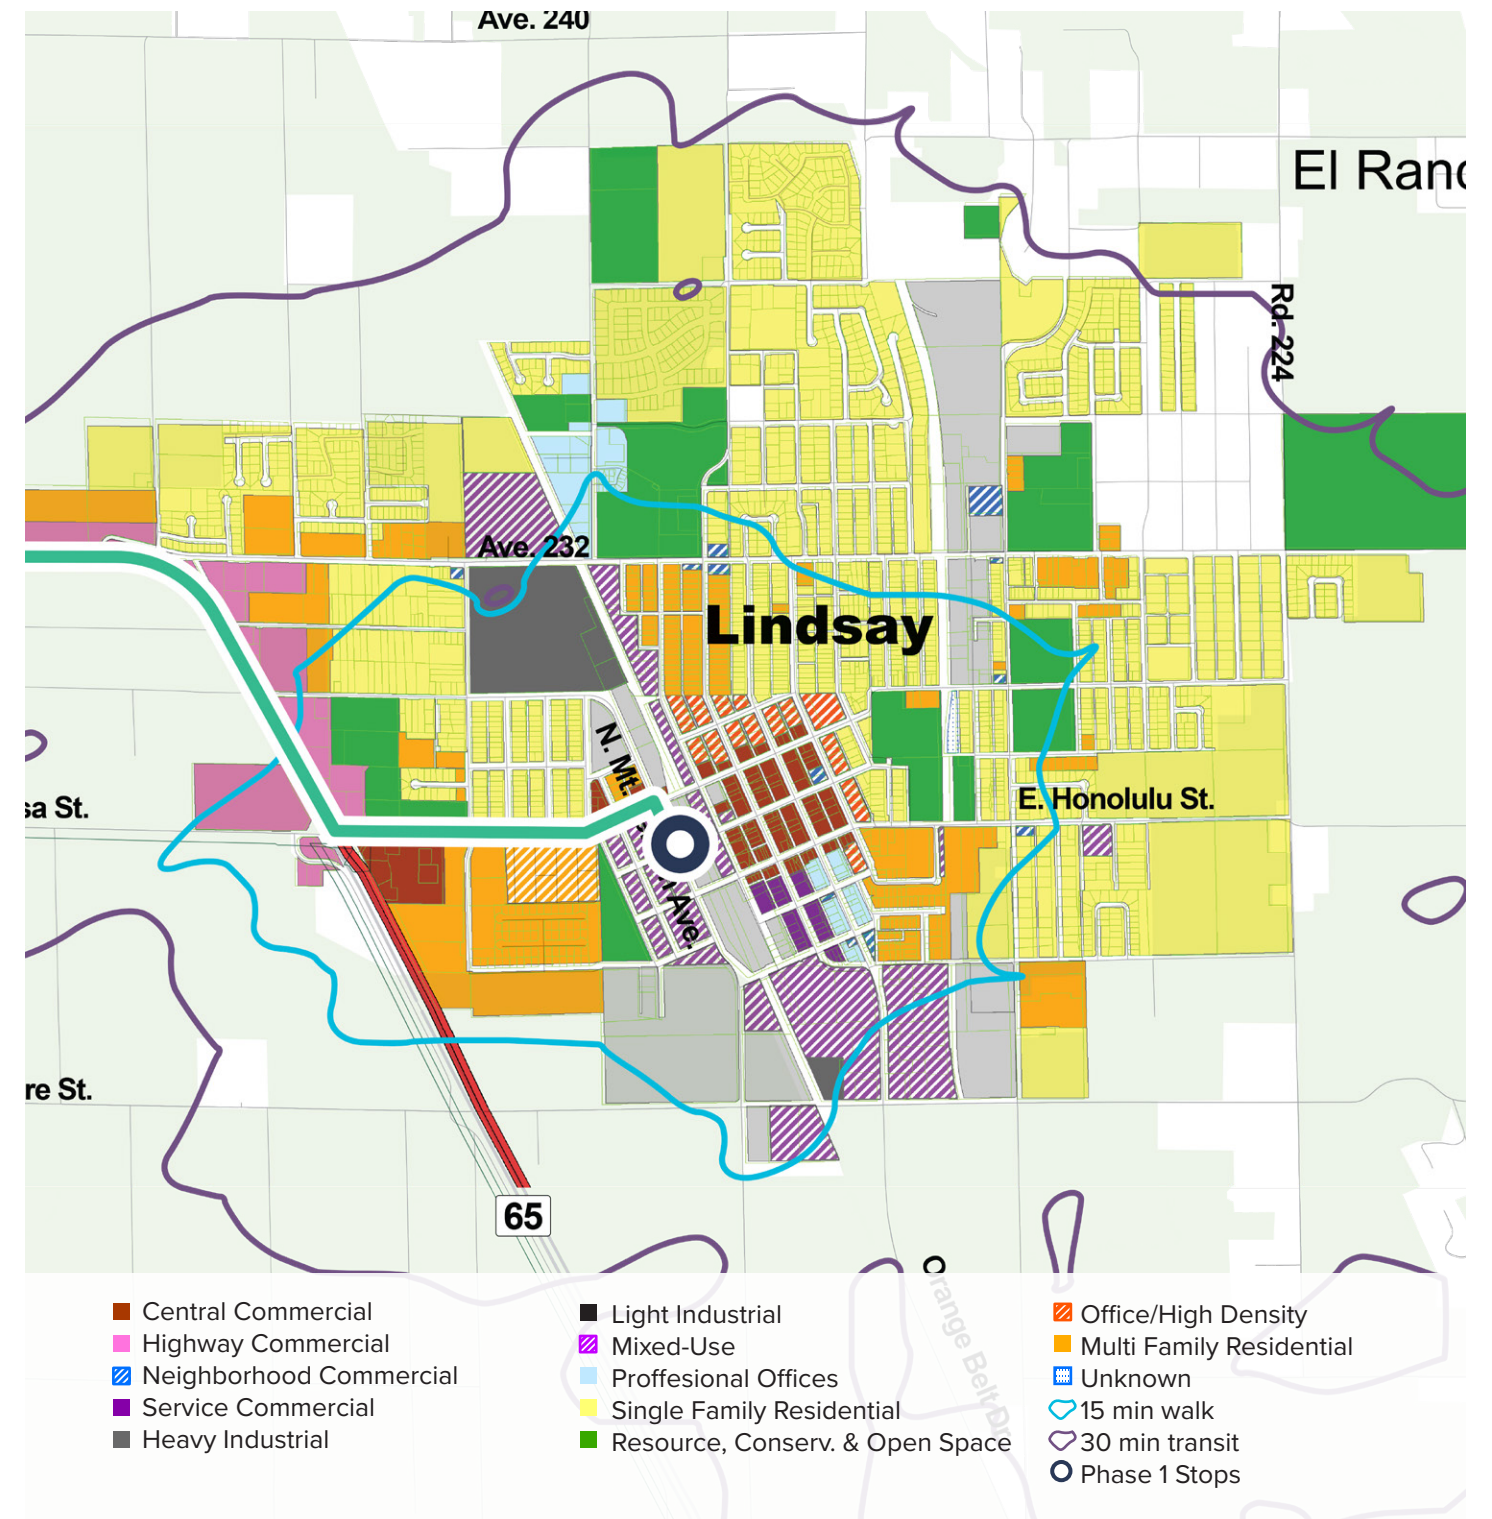 Ave. 240
El Ranc
Rd. 224
Ave. 232
Lindsay
N. Mt.
Ave.
sa St.
E. Honolulu St.
re St.
65
Orange Belt Dr
Central Commercial
Highway Commercial
Neighborhood Commercial
Service Commercial
Heavy Industrial
Light Industrial
Mixed-Use
Proffesional Offices
Single Family Residential
Resource, Conserv. & Open Space
Office/High Density
Multi Family Residential
Unknown
15 min walk
30 min transit
Phase 1 Stops